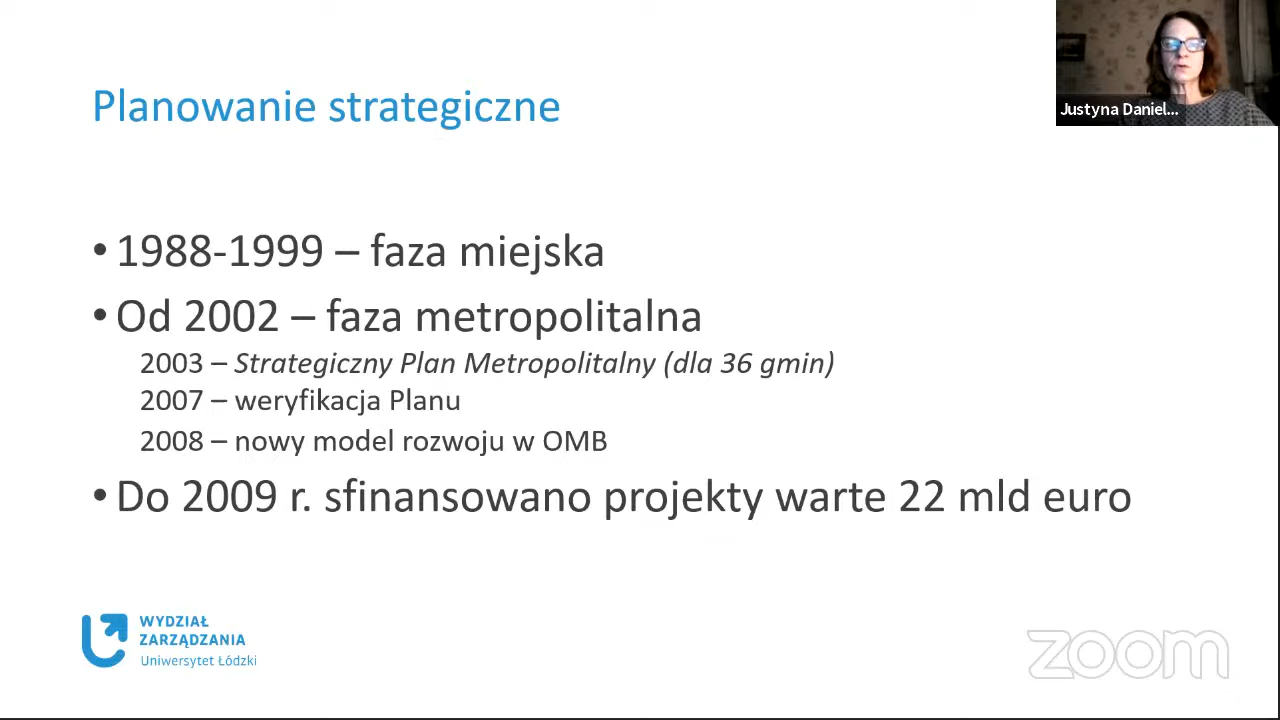 Planowanie strategiczne
Justyna Daniel...
• 1988-1999 – faza miejska
• Od 2002 – faza metropolitalna
2003 – Strategiczny Plan Metropolitalny (dla 36 gmin)
2007 – weryfikacja Planu
2008 – nowy model rozwoju w OMB
• Do 2009 r. sfinansowano projekty warte 22 mld euro
WYDZIAŁ
ZARZĄDZANIA
Uniwersytet Łódzki
zoom